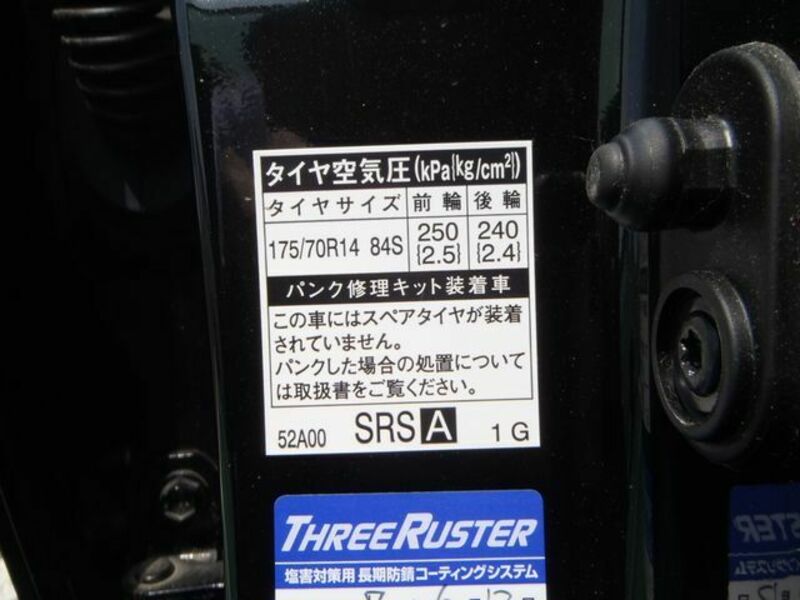 タイヤ空気圧(kPa{kg/cm²})
タイヤサイズ 前輪 後輪
175/70R14 84S 250 {2.5} 240 {2.4}
パンク修理キット装着車
この車にはスペアタイヤが装着
されていません。
パンクした場合の処置について
は取扱書をご覧ください。
52A00 SRS A 1G
THREERUSTER
塩害対策用 長期防錆コーティングシステム